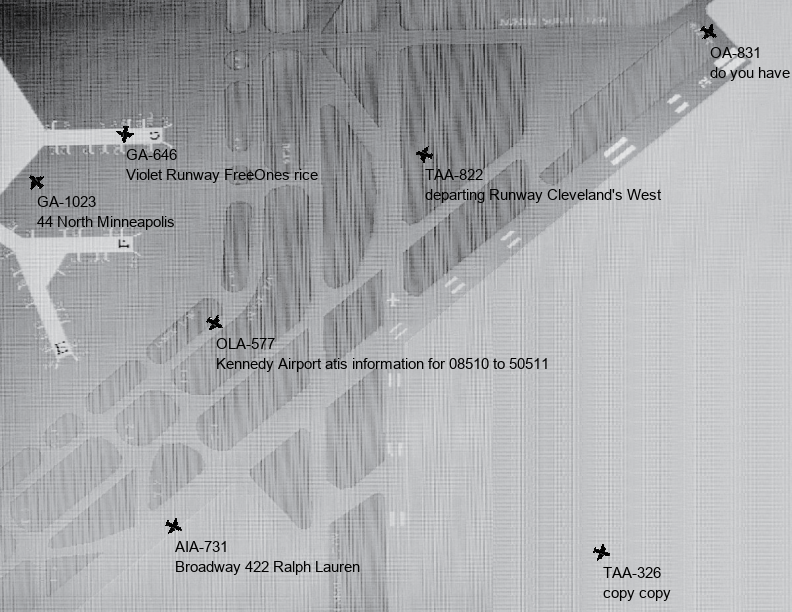 OA-831
do you have
GA-646
Violet Runway FreeOnes rice
TAA-822
departing Runway Cleveland's West
GA-1023
44 North Minneapolis
OLA-577
Kennedy Airport atis information for 08510 to 50511
AIA-731
Broadway 422 Ralph Lauren
TAA-326
copy copy